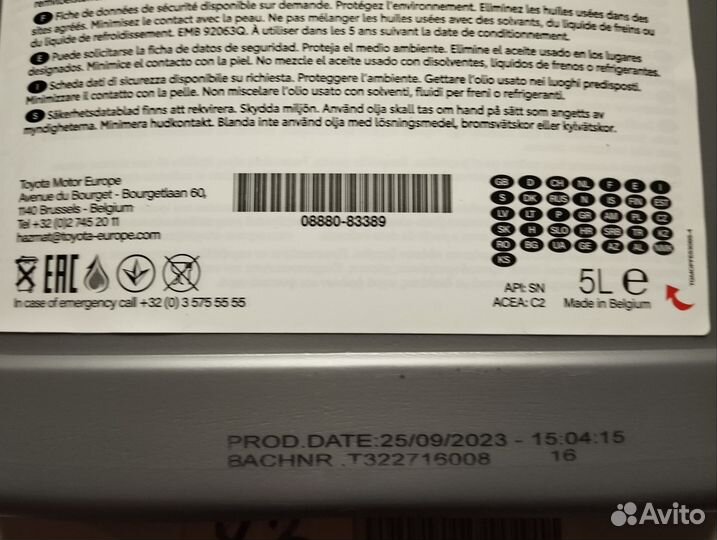 F Fiche de données de sécurité disponible sur demande. Protégez l'environnement. Eliminez les huiles usées dans des
sites agréés. Minimisez le contact avec la peau. Ne pas mélanger les huiles usées avec des solvants, du liquide de freins ou
du liquide de refroidissement. EMB 92063Q. À utiliser dans les 5 ans suivant la date de conditionnement.
E Puede solicitarse la ficha de datos de seguridad. Proteja el medio ambiente. Elimine el aceite usado en los lugares
designados. Minimice el contacto con la piel. No mezcle el aceite usado con disolventes, líquidos de frenos o refrigerantes.
I Scheda dati di sicurezza disponibile su richiesta. Proteggere l'ambiente. Gettare l'olio usato nei luoghi predisposti.
Minimizzare il contatto con la pelle. Non miscelare l'olio usato con solventi, fluidi per freni o refrigeranti.
S Säkerhetsdatablad finns att rekvirera. Skydda miljön. Använd olja skall tas om hand på sätt som angetts av
myndigheterna. Minimera hudkontakt. Blanda inte använd olja med lösningsmedel, bromsvätskor eller kylvätskor.
Toyota Motor Europe
Avenue du Bourget - Bourgetlaan 60,
1140 Brussels - Belgium
Tel +32 (0)2 745 20 11
hazmat@toyota-europe.com
08880-83389
GB D CH NL F E I
S DK RUS N IS FIN EST
LV LT P GR AM PL CZ
SK H SLO HR SRB TR KZ
RO BG UA GE AZ AL
KS
EAC
In case of emergency call +32 (0) 3 575 55 55
API: SN
ACEA: C2
5L e
Made in Belgium
PROD.DATE:25/09/2023 - 15:04:15
BACHNR .T322716008 16
Avito